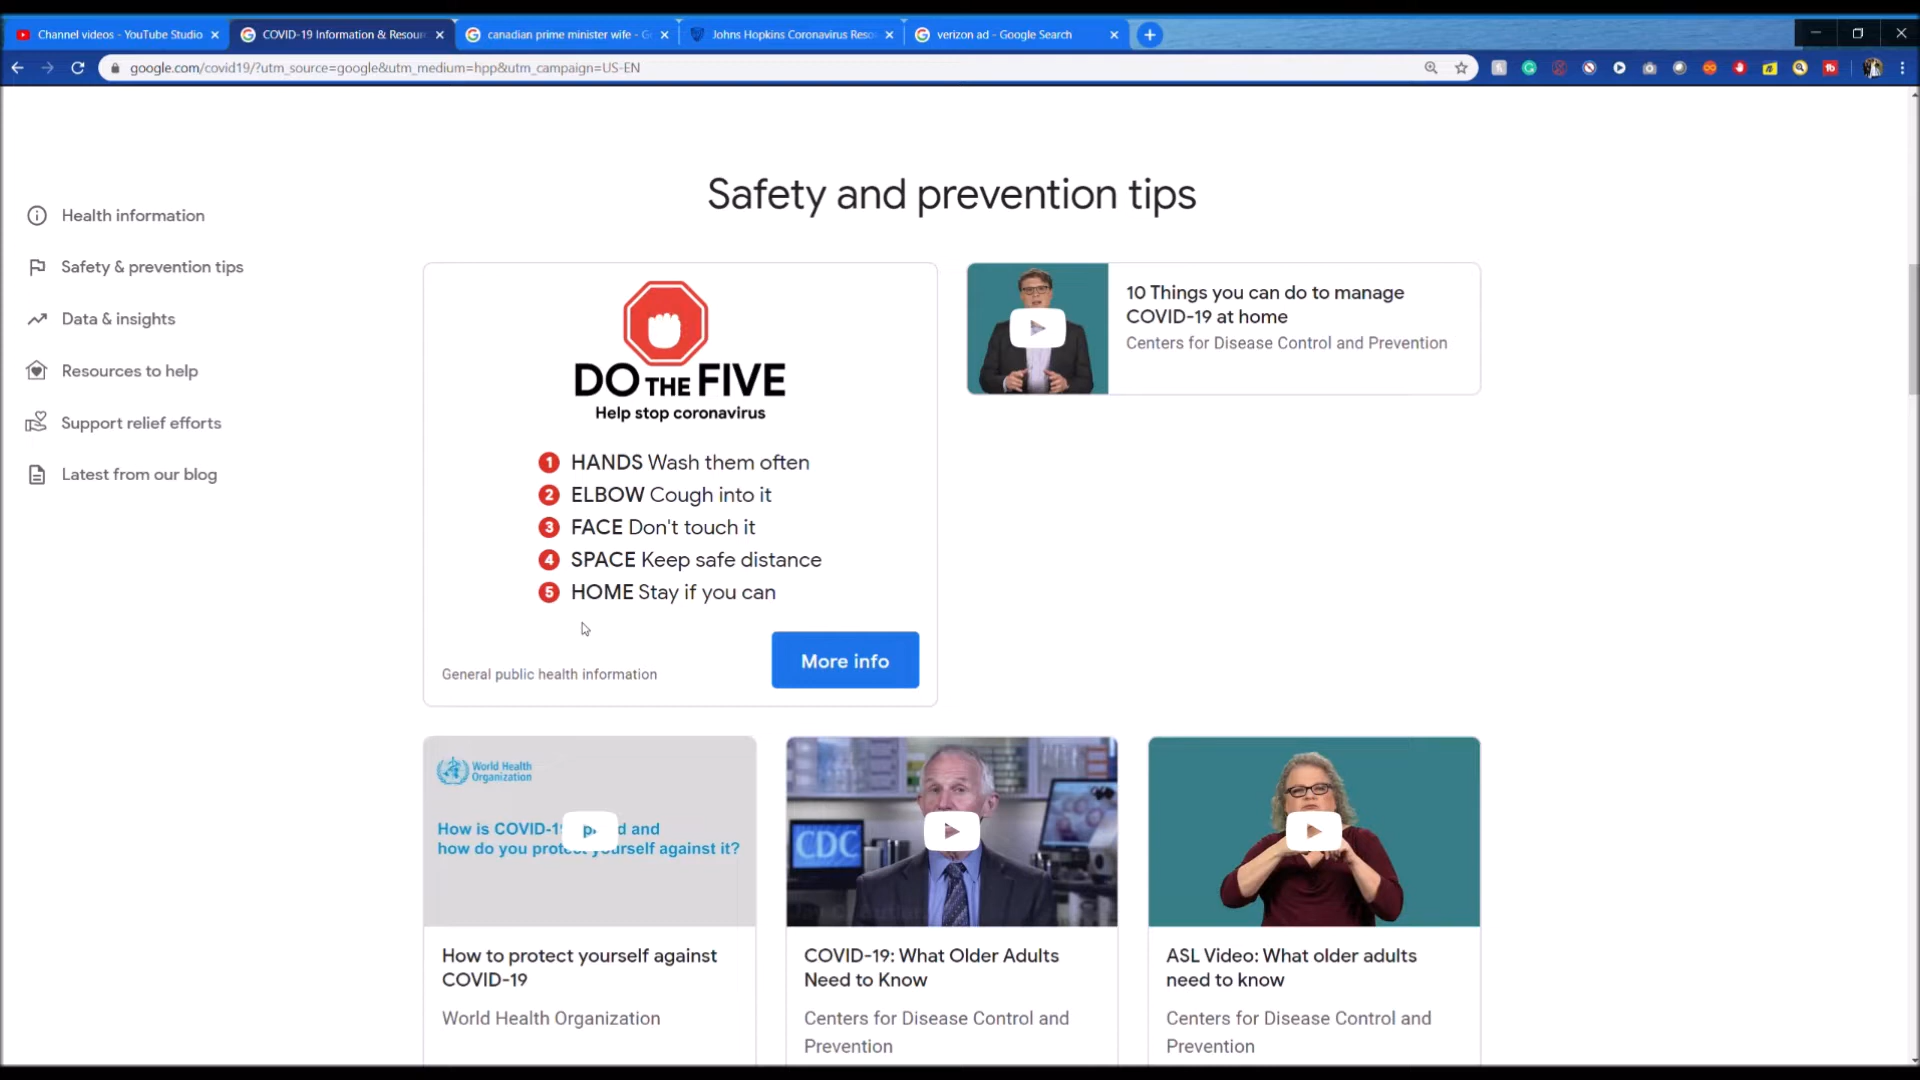 Channel videos - YouTube Studio
COVID-19 Information & Resour
canadian prime minister wife - G
Johns Hopkins Coronavirus Reso
verizon ad - Google Search
google.com/covid19/?utm_source=google&utm_medium=hpp&utm_campaign=US-EN
Safety and prevention tips
Health information
Safety & prevention tips
Data & insights
Resources to help
Support relief efforts
Latest from our blog
DO THE FIVE
Help stop coronavirus
1 HANDS Wash them often
2 ELBOW Cough into it
3 FACE Don't touch it
4 SPACE Keep safe distance
5 HOME Stay if you can
General public health information
More info
10 Things you can do to manage
COVID-19 at home
Centers for Disease Control and Prevention
World Health
Organization
How is COVID-1 d and
how do you protect yourself against it?
How to protect yourself against
COVID-19
World Health Organization
CDC
COVID-19: What Older Adults
Need to Know
Centers for Disease Control and
Prevention
ASL Video: What older adults
need to know
Centers for Disease Control and
Prevention